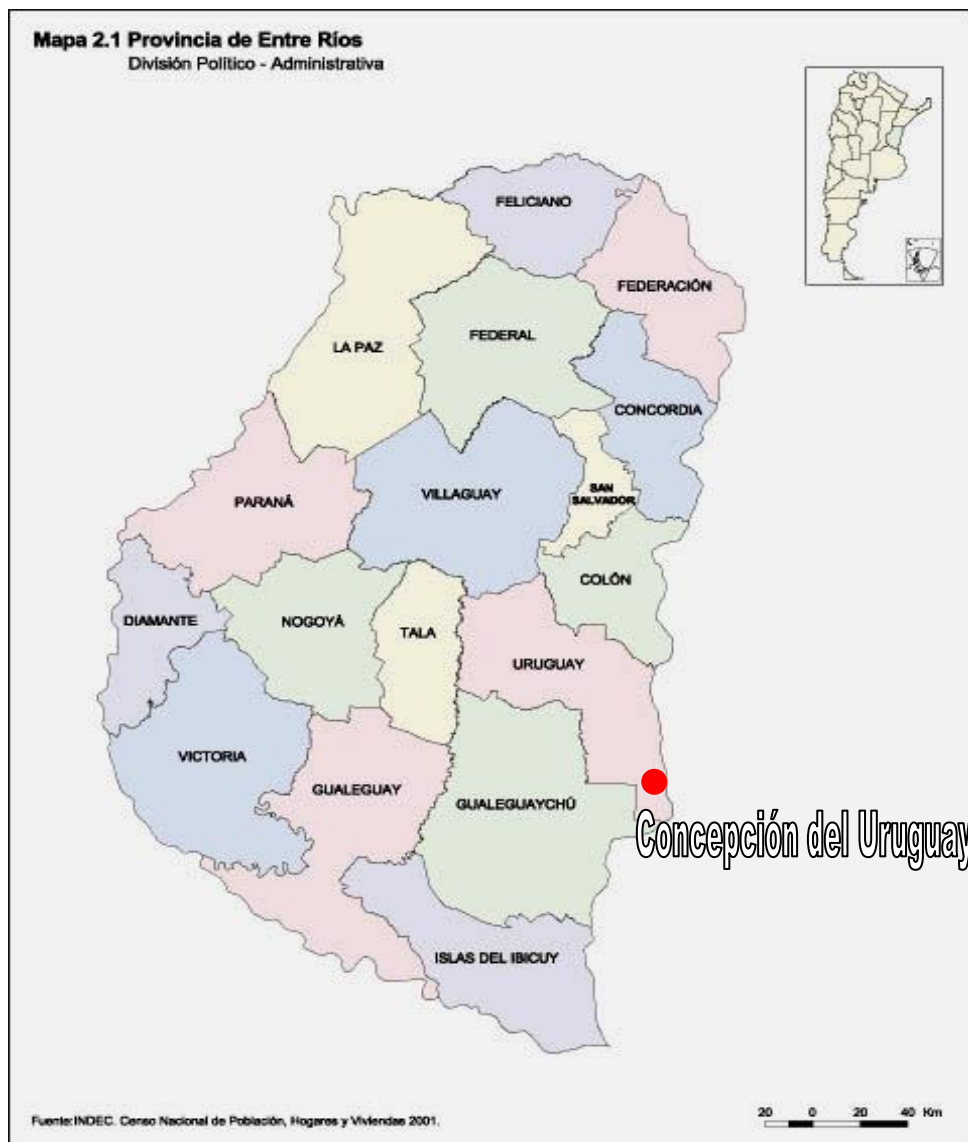 Mapa 2.1 Provincia de Entre Ríos
División Político - Administrativa
FELICIANO
FEDERACIÓN
FEDERAL
LA PAZ
CONCORDIA
SAN
SALVADOR
VILLAGUAY
PARANÁ
COLÓN
DIAMANTE
NOGOYÁ
TALA
URUGUAY
VICTORIA
GUALEGUAY
GUALEGUAYCHÚ
Concepción del Uruguay
ISLAS DEL IBICUY
Fuente:INDEC. Censo Nacional de Población, Hogares y Viviendas 2001.
20 0 20 40 Km